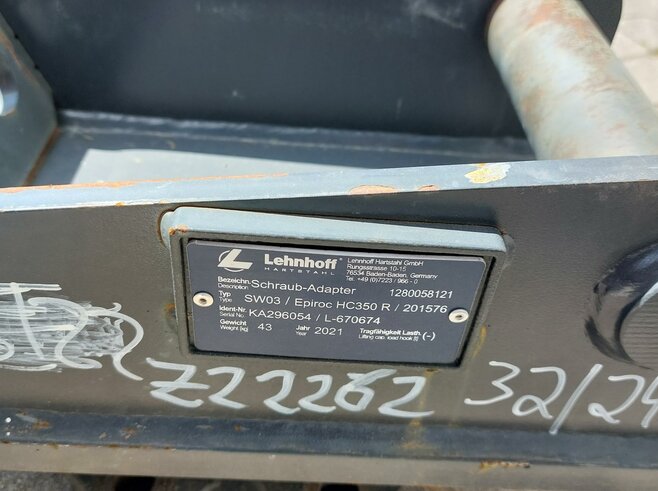 Lehnhoff®
HARTSTAHL
Lehnhoff Hartstahl GmbH
Rungsstrasse 10-15
76534 Baden-Baden, Germany
Tel. +49 (0)7223 / 966 - 0
Bezeichn. Schraub-Adapter 1280058121
Description
Typ SW03 / Epiroc HC350 R / 201576
Type
Ident-Nr. KA296054 / L-670674
Serial No
Gewicht 43 Jahr 2021 Tragfähigkeit Lasth (-)
Weight (kg) Year Lifting cap. load hook (t)
Z22262 32/24